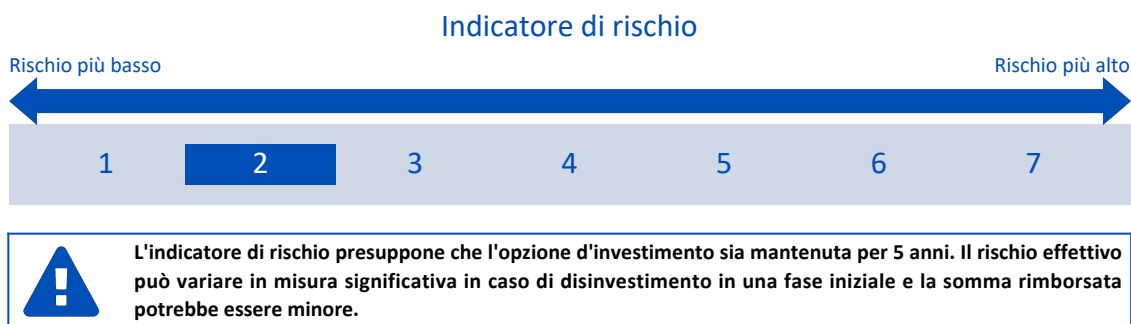 Indicatore di rischio
Rischio più basso
Rischio più alto
1 2 3 4 5 6 7
L'indicatore di rischio presuppone che l'opzione d'investimento sia mantenuta per 5 anni. Il rischio effettivo
può variare in misura significativa in caso di disinvestimento in una fase iniziale e la somma rimborsata
potrebbe essere minore.